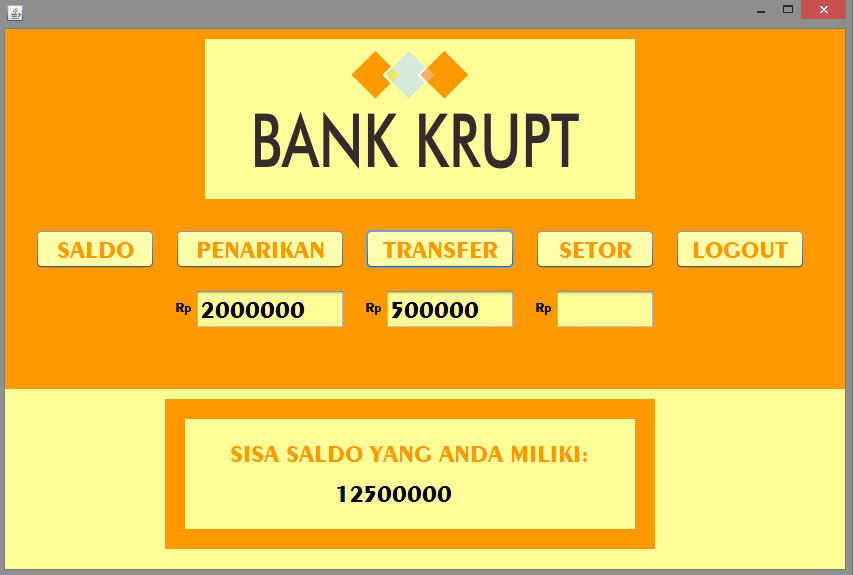 BANK KRUPT
SALDO PENARIKAN TRANSFER SETOR LOGOUT
Rp 2000000 Rp 500000 Rp
SISA SALDO YANG ANDA MILIKI:
12500000